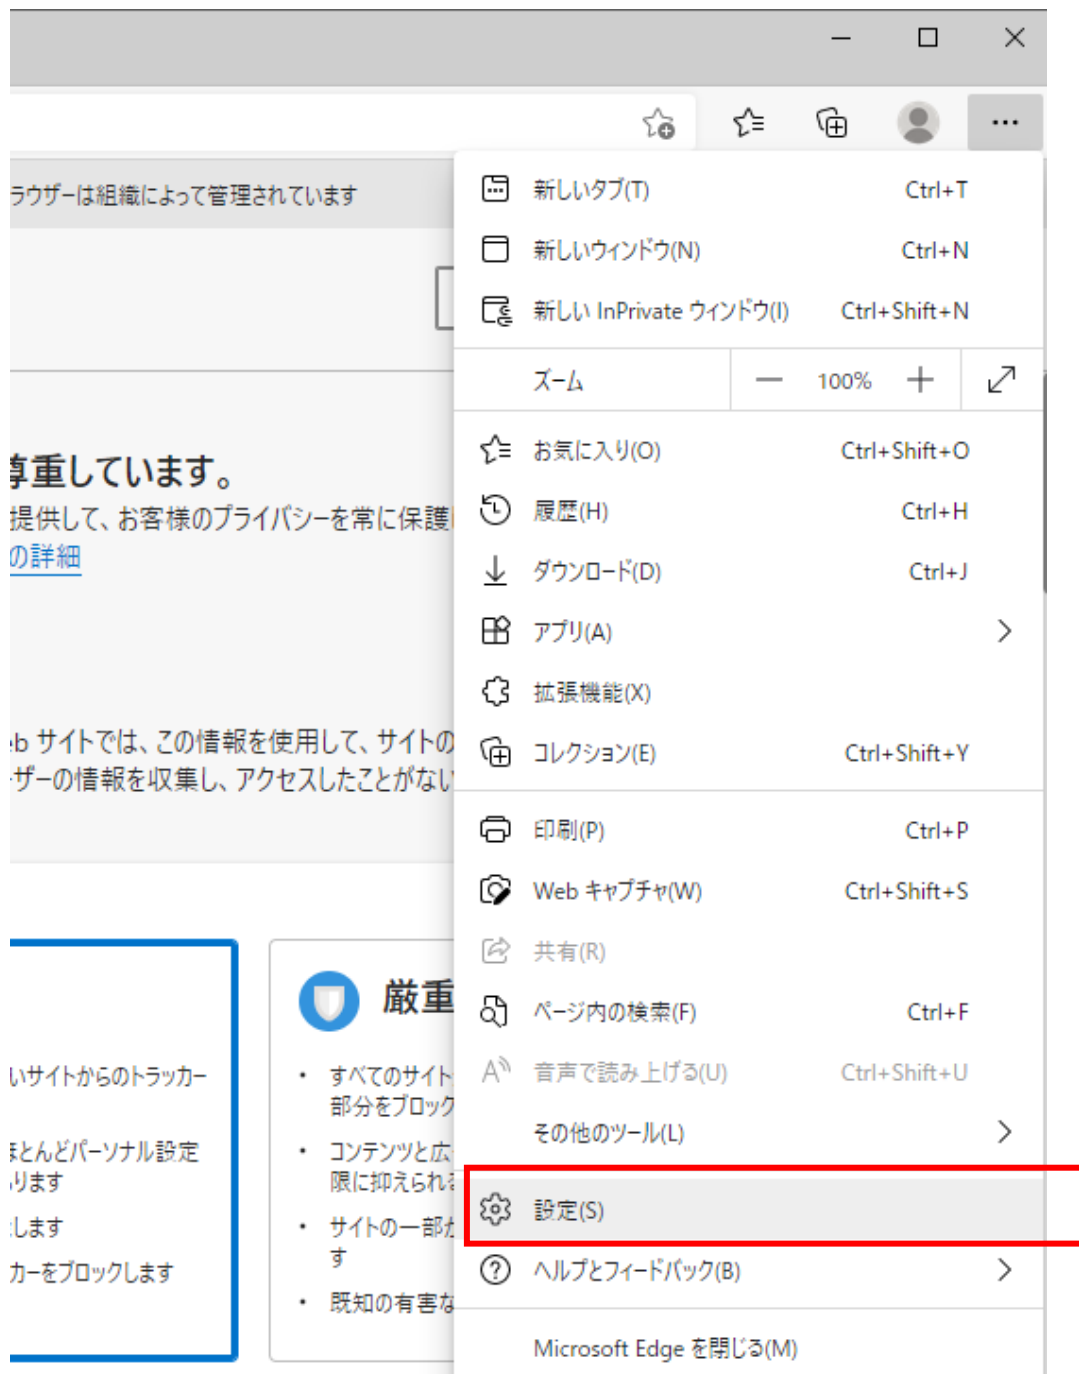 ラウザーは組織によって管理されています
新しいタブ(T) Ctrl+T
新しいウィンドウ(N) Ctrl+N
新しい InPrivate ウィンドウ(I) Ctrl+Shift+N
ズーム 100%
お気に入り(O) Ctrl+Shift+O
履歴(H) Ctrl+H
ダウンロード(D) Ctrl+J
アプリ(A)
拡張機能(X)
コレクション(E) Ctrl+Shift+Y
印刷(P) Ctrl+P
Web キャプチャ(W) Ctrl+Shift+S
共有(R)
ページ内の検索(F) Ctrl+F
音声で読み上げる(U) Ctrl+Shift+U
その他のツール(L)
設定(S)
ヘルプとフィードバック(B)
Microsoft Edge を閉じる(M)
尊重しています。
提供して、お客様のプライバシーを常に保護
の詳細
eb サイトでは、この情報を使用して、サイトの
ーザーの情報を収集し、アクセスしたことがない
いサイトからのトラッカー
ほとんどパーソナル設定
ります
します
カーをブロックします
厳重
• すべてのサイト
部分をブロック
• コンテンツと広
限に抑えられ
• サイトの一部が
す
• 既知の有害な